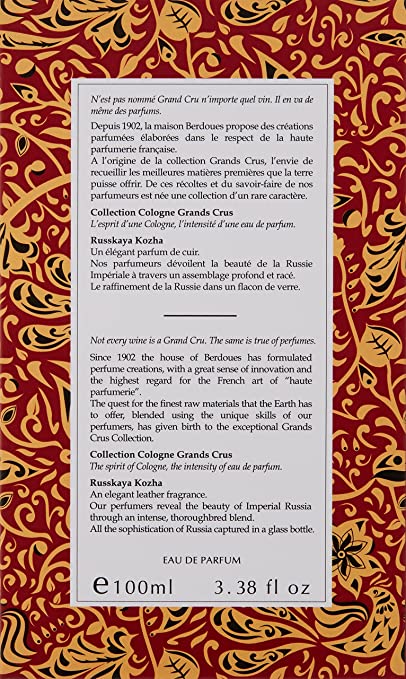 N'est pas nommé Grand Cru n'importe quel vin. Il en va de
même des parfums.
Depuis 1902, la maison Berdoues propose des créations
parfumées élaborées dans le respect de la haute
parfumerie française.
A l'origine de la collection Grands Crus, l'envie de
recueillir les meilleures matières premières que la terre
puisse offrir. De ces récoltes et du savoir-faire de nos
parfumeurs est née une collection d'un rare caractère.
Collection Cologne Grands Crus
L'esprit d'une Cologne, l'intensité d'une eau de parfum.
Russkaya Kozha
Un élégant parfum de cuir.
Nos parfumeurs dévoilent la beauté de la Russie
Impériale à travers un assemblage profond et racé.
Le raffinement de la Russie dans un flacon de verre.
Not every wine is a Grand Cru. The same is true of perfumes.
Since 1902 the house of Berdoues has formulated
perfume creations, with a great sense of innovation and
the highest regard for the French art of "haute
parfumerie".
The quest for the finest raw materials that the Earth has
to offer, blended using the unique skills of our
perfumers, has given birth to the exceptional Grands
Crus Collection.
Collection Cologne Grands Crus
The spirit of Cologne, the intensity of eau de parfum.
Russkaya Kozha
An elegant leather fragrance.
Our perfumers reveal the beauty of Imperial Russia
through an intense, thoroughbred blend.
All the sophistication of Russia captured in a glass bottle.
EAU DE PARFUM
℮100ml 3.38 fl oz